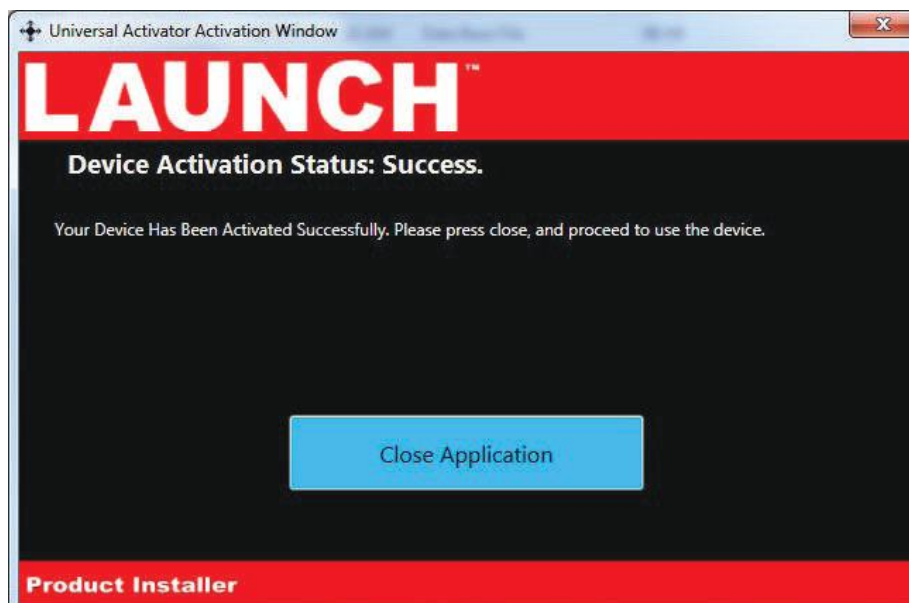 Universal Activator Activation Window
LAUNCH™
Device Activation Status: Success.
Your Device Has Been Activated Successfully. Please press close, and proceed to use the device.
Close Application
Product Installer